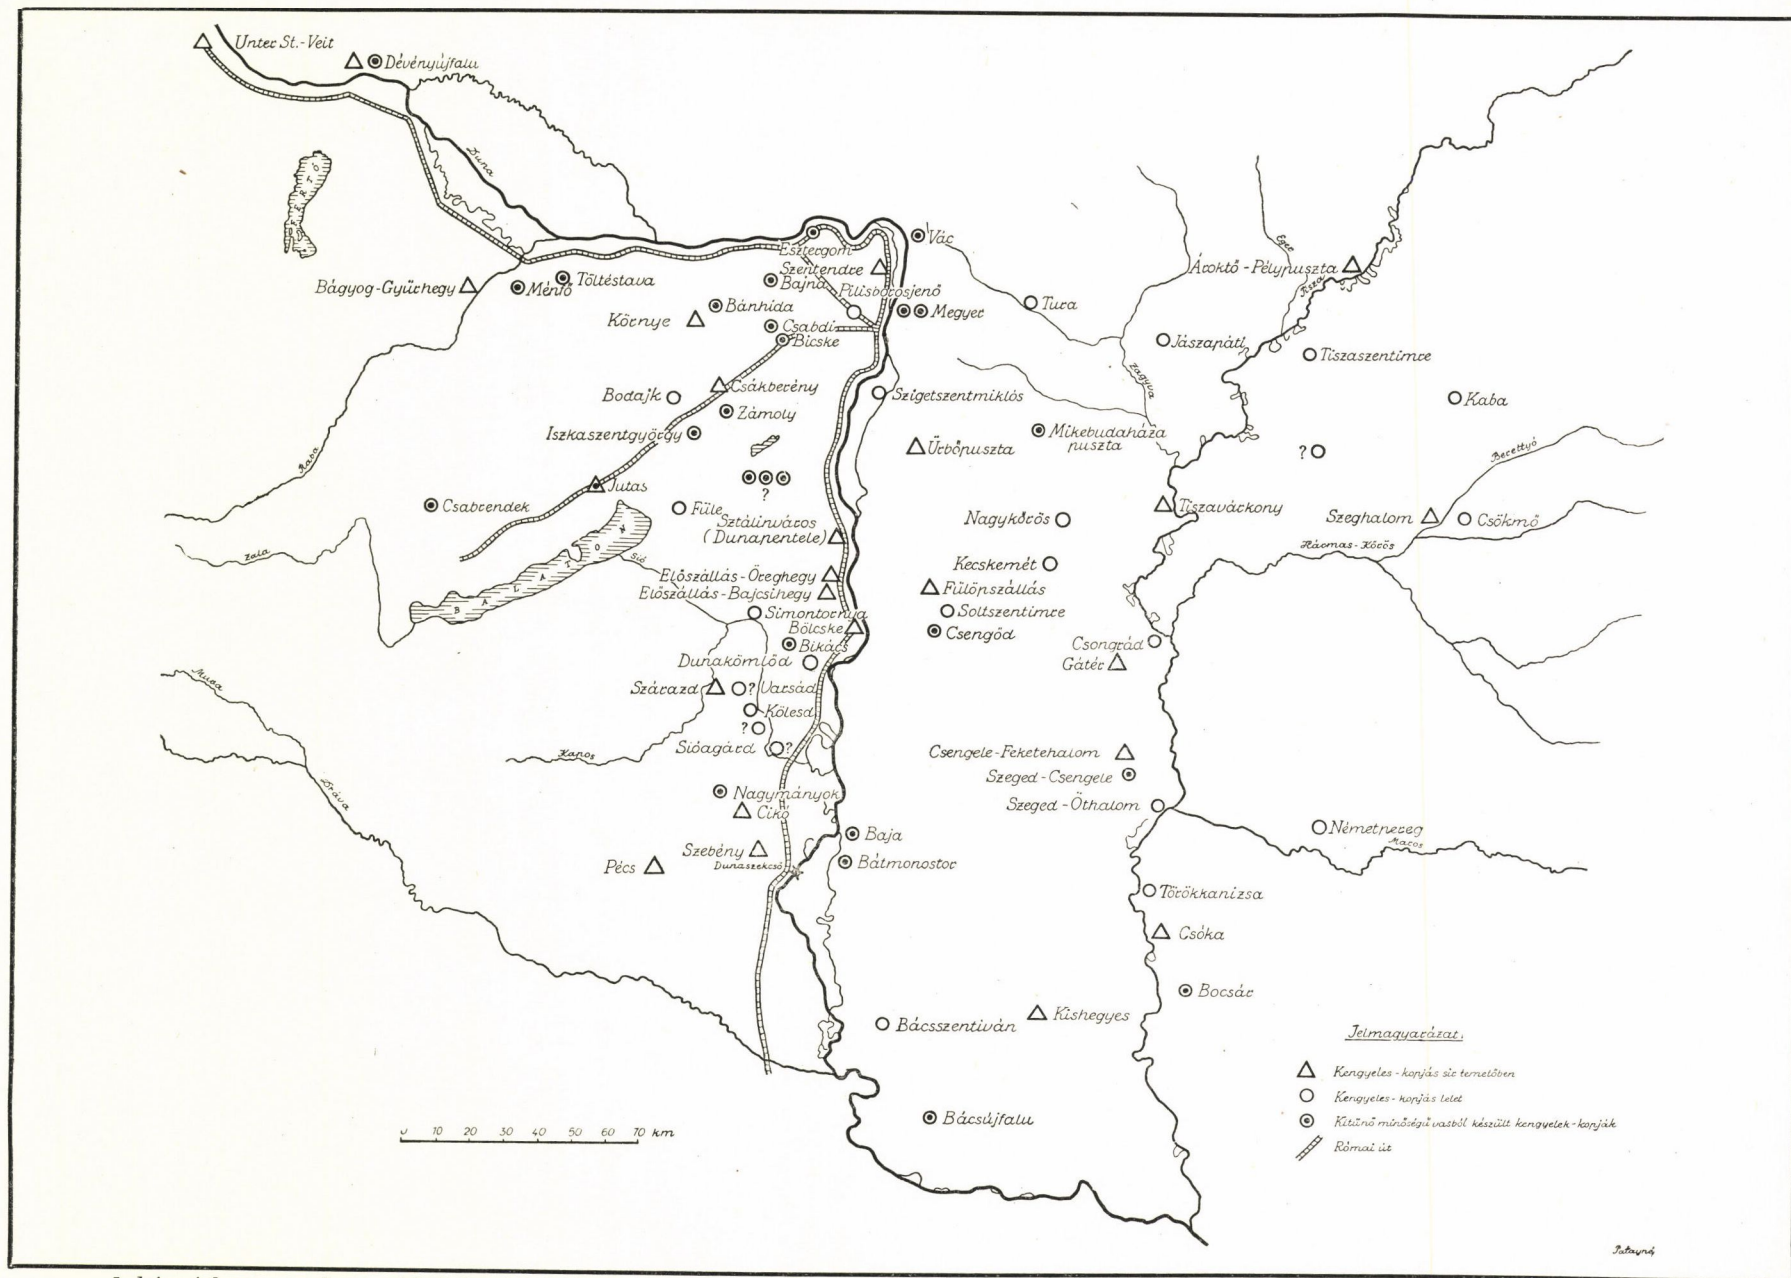 Unter St.-Veit
Dévényújfalu
Duna
FERTŐ
Esztergom
Vác
Szentendre
Bajna
Pilisborosjenő
Eger
Ároktő-Pélypuszta
Tisza
Bágyog-Gyűrhegy
Ménfő
Töltéstava
Bánhida
Környe
Csabdi
Bicske
Megyer
Tura
Jászapáti
Tiszaszentimre
Zagyva
Bodajk
Csákberény
Zámoly
Szigetszentmiklós
Kaba
Iszkaszentgyörgy
Ürbőpuszta
Mikebudaháza
puszta
?
Berettyó
Rába
?
Jutas
Csabrendek
Füle
Sztálinváros
(Dunapentele)
Nagykőrös
Tiszavárkony
Szeghalom
Csökmő
Hármas-Körös
Zala
BALATON
Sió
Kecskemét
Előszállás-Öreghegy
Előszállás-Bajcsihegy
Fülöpszállás
Simontornya
Soltszentimre
Bölcske
Csengőd
Bikács
Csongrád
Dunakömlőd
Gátér
Mura
Szárazd
? Varsád
Kölesd
?
Sióagárd
?
Kapos
Csengele-Feketehalom
Szeged-Csengele
Dráva
Nagymányok
Szeged-Öthalom
Cikó
Németpereg
Maros
Baja
Szebény
Dunaszekcső
Bátmonostor
Pécs
Törökkanizsa
Csóka
Bocsár
Kishegyes
Bácsszentiván
Bácsújfalu
0 10 20 30 40 50 60 70 km
Jelmagyarázat:
Kengyeles-kopjás sír temetőben
Kengyeles-kopjás lelet
Kitűnő minőségű vasból készült kengyelek-kopják
Római út
Patayné